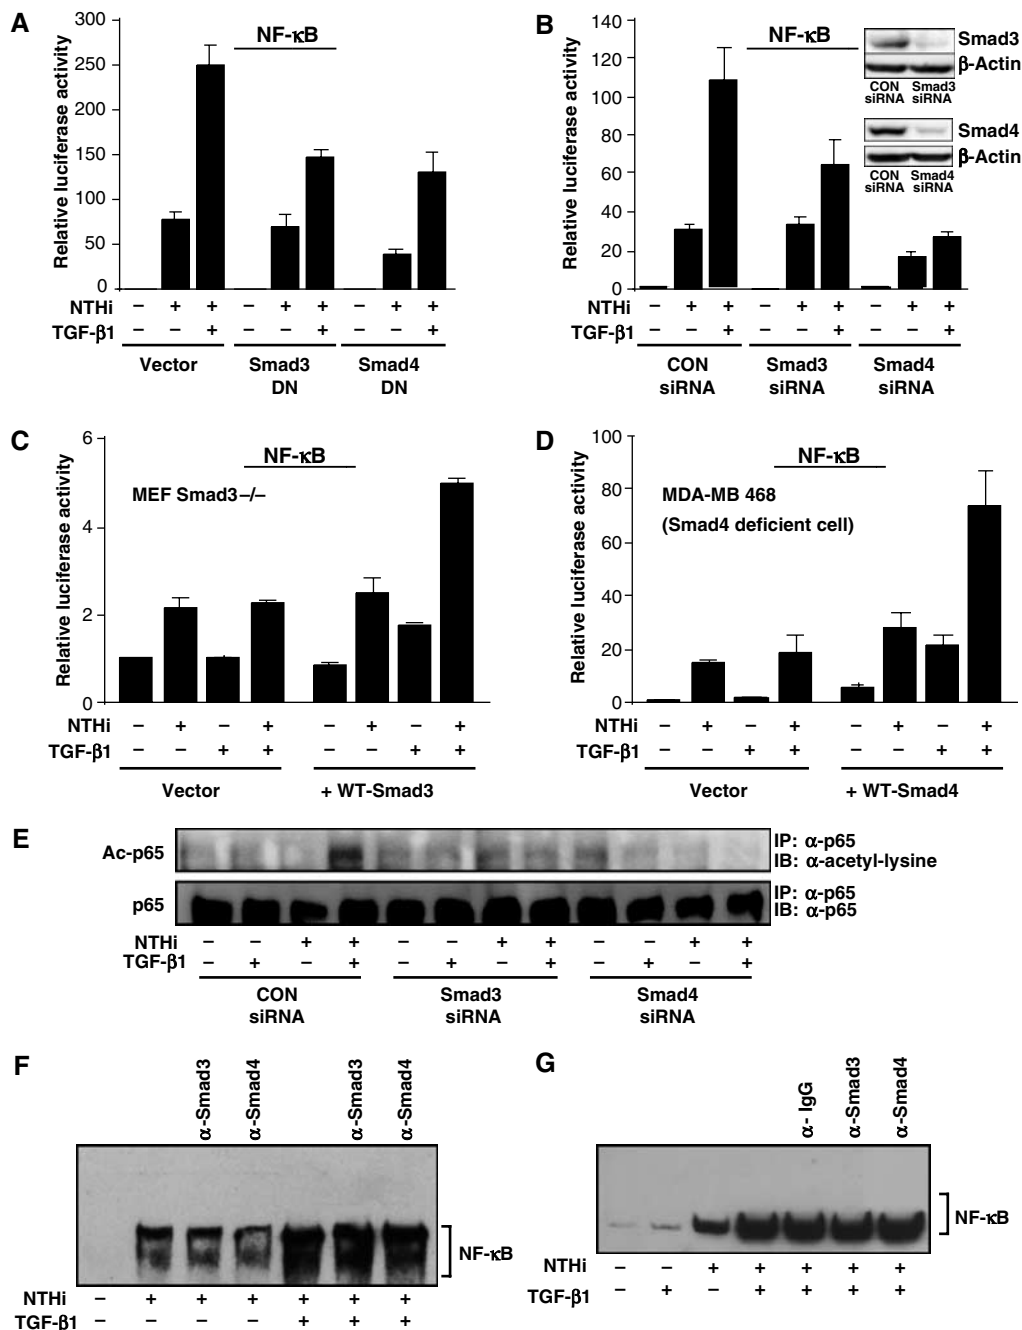 A
NF-κB
Relative luciferase activity
300
250
200
150
100
50
0
NTHi – + + – + + – + +
TGF-β1 – – + – – + – – +
Vector
Smad3
DN
Smad4
DN
B
NF-κB
Relative luciferase activity
140
120
100
80
60
40
20
0
Smad3
β-Actin
CON
siRNA
Smad3
siRNA
Smad4
β-Actin
CON
siRNA
Smad4
siRNA
NTHi – + + – + + – + +
TGF-β1 – – + – – + – – +
CON
siRNA
Smad3
siRNA
Smad4
siRNA
C
NF-κB
MEF Smad3–/–
Relative luciferase activity
6
4
2
0
NTHi – + – + – + – +
TGF-β1 – – + + – – + +
Vector
+ WT-Smad3
D
NF-κB
MDA-MB 468
(Smad4 deficient cell)
Relative luciferase activity
100
80
60
40
20
0
NTHi – + – + – + – +
TGF-β1 – – + + – – + +
Vector
+ WT-Smad4
E
Ac-p65
IP: α-p65
IB: α-acetyl-lysine
p65
IP: α-p65
IB: α-p65
NTHi – – + + – – + + – – + +
TGF-β1 – + – + – + – + – + – +
CON
siRNA
Smad3
siRNA
Smad4
siRNA
F
α-Smad3
α-Smad4
α-Smad3
α-Smad4
NF-κB
NTHi – + + + + + +
TGF-β1 – – – – + + +
G
α- IgG
α-Smad3
α-Smad4
NF-κB
NTHi – – + + + + +
TGF-β1 – + – + + + +